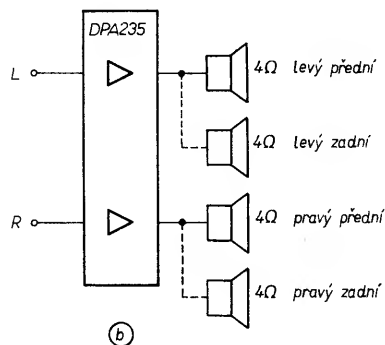 DPA235
L
4Ω levý přední
4Ω levý zadní
R
4Ω pravý přední
4Ω pravý zadní
b